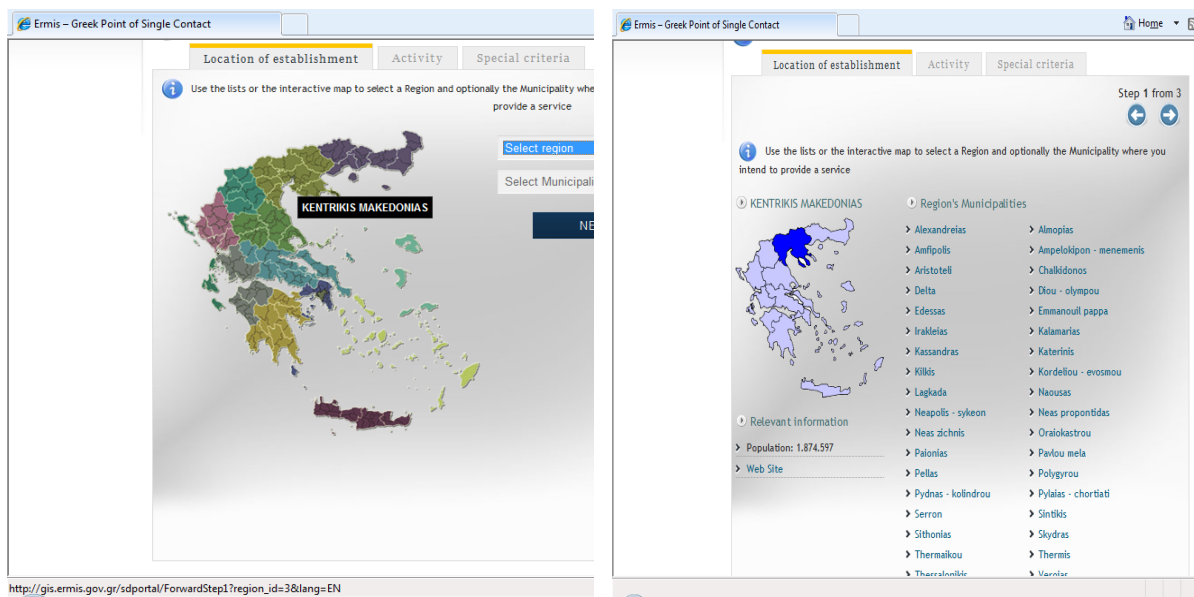 Ermis – Greek Point of Single Contact
Location of establishment
Activity
Special criteria
Use the lists or the interactive map to select a Region and optionally the Municipality whe
provide a service
Select region
Select Municipali
KENTRIKIS MAKEDONIAS
NE
http://gis.ermis.gov.gr/sdportal/ForwardStep1?region_id=3&lang=EN
Ermis – Greek Point of Single Contact
Home
Location of establishment
Activity
Special criteria
Step 1 from 3
Use the lists or the interactive map to select a Region and optionally the Municipality where you
intend to provide a service
KENTRIKIS MAKEDONIAS
Relevant information
Population: 1.874.597
Web Site
Region's Municipalities
Alexandreias
Almopias
Amfipolis
Ampelokipon - menemenis
Aristoteli
Chalkidonos
Delta
Diou - olympou
Edessas
Emmanouil pappa
Irakleias
Kalamarias
Kassandras
Katerinis
Kilkis
Kordeliou - evosmou
Lagkada
Naousas
Neapolis - sykeon
Neas propontidas
Neas zichnis
Oraiokastrou
Paionias
Pavlou mela
Pellas
Polygyrou
Pydnas - kolindrou
Pylaias - chortiati
Serron
Sintikis
Sithonias
Skydras
Thermaikou
Thermis
Thessalonikis
Veroias